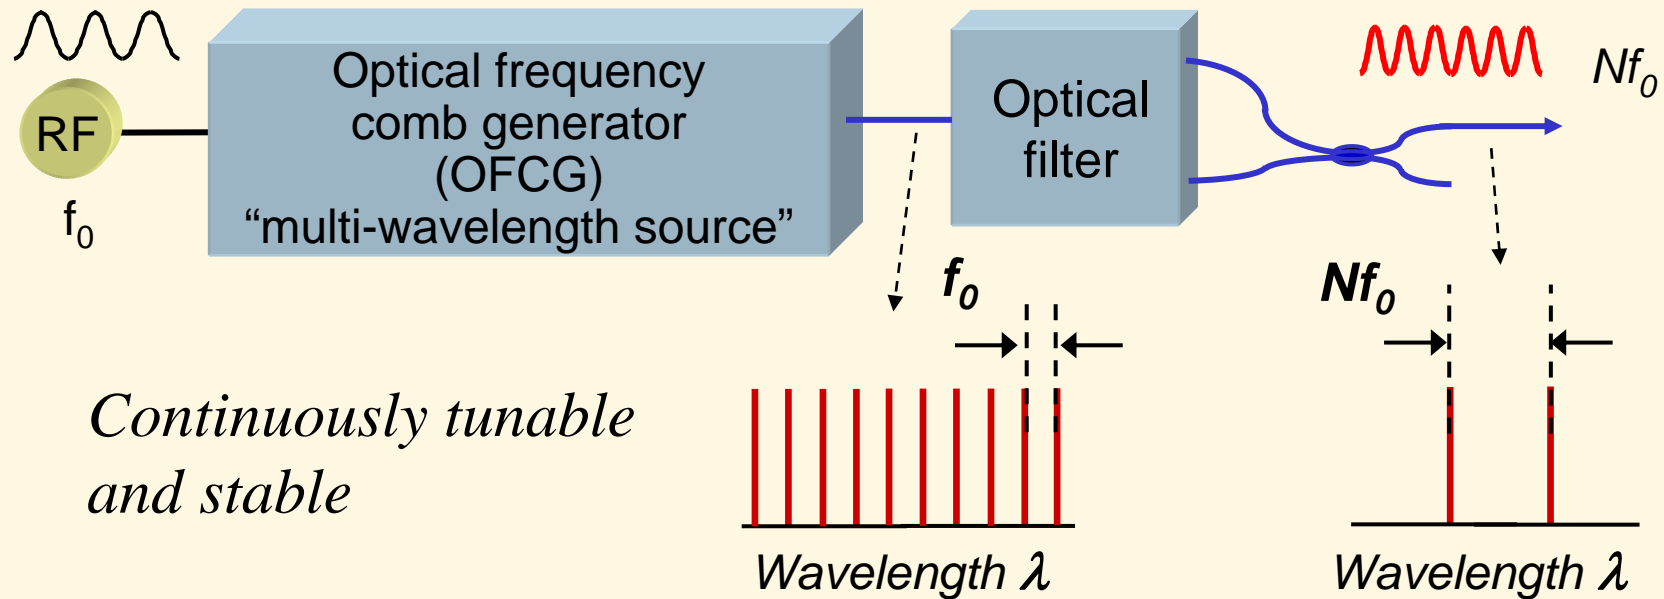 RF
f₀
Optical frequency
comb generator
(OFCG)
“multi-wavelength source”
Optical
filter
Nf₀
f₀
Nf₀
Continuously tunable
and stable
Wavelength λ
Wavelength λ